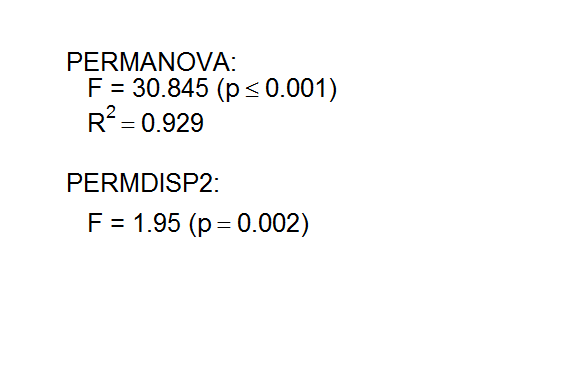 PERMANOVA:
F = 30.845 (p ≤ 0.001)
R² = 0.929
PERMDISP2:
F = 1.95 (p = 0.002)